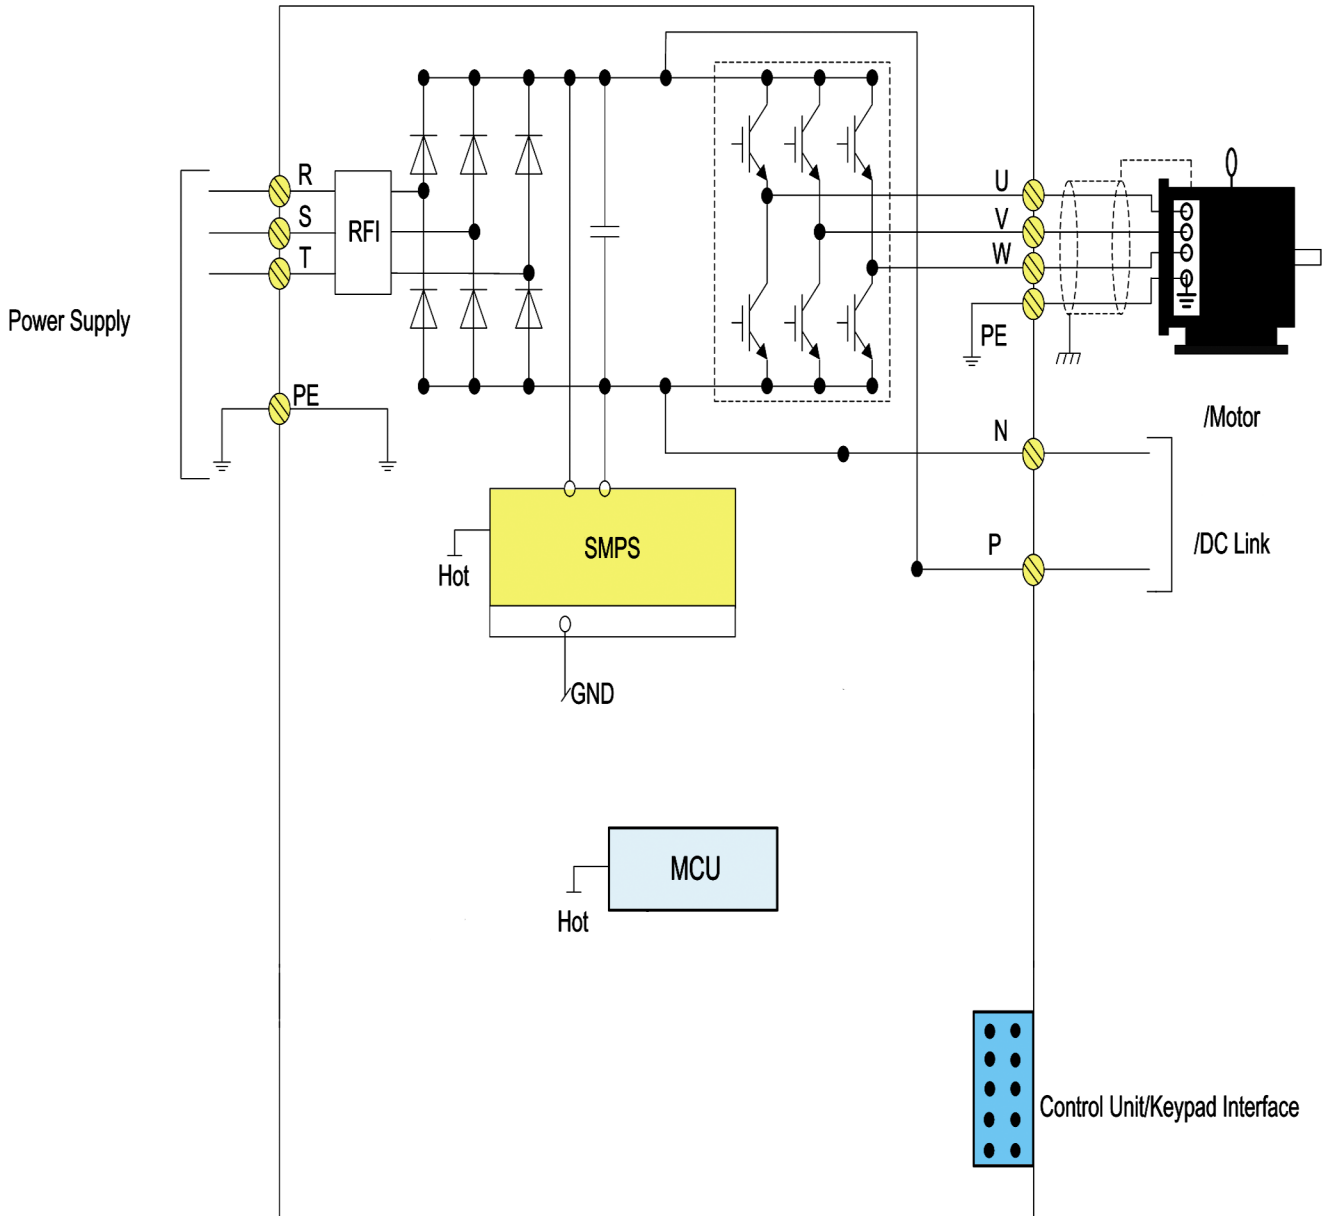 R
S
T
RFI
Power Supply
PE
U
V
W
PE
/Motor
N
P
/DC Link
SMPS
Hot
GND
MCU
Hot
Control Unit/Keypad Interface